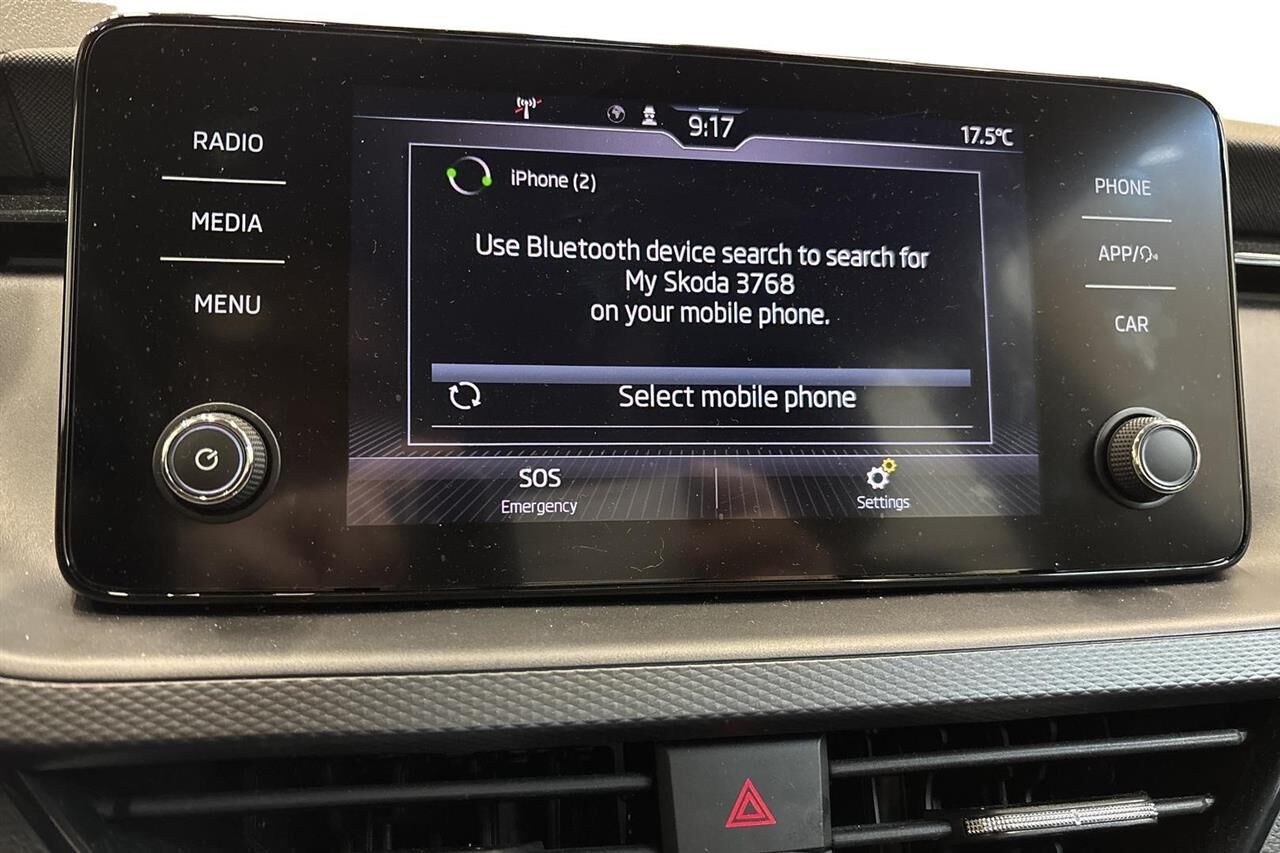 RADIO
MEDIA
MENU
9:17
17.5°C
iPhone (2)
Use Bluetooth device search to search for
My Skoda 3768
on your mobile phone.
Select mobile phone
SOS
Emergency
Settings
PHONE
APP/
CAR